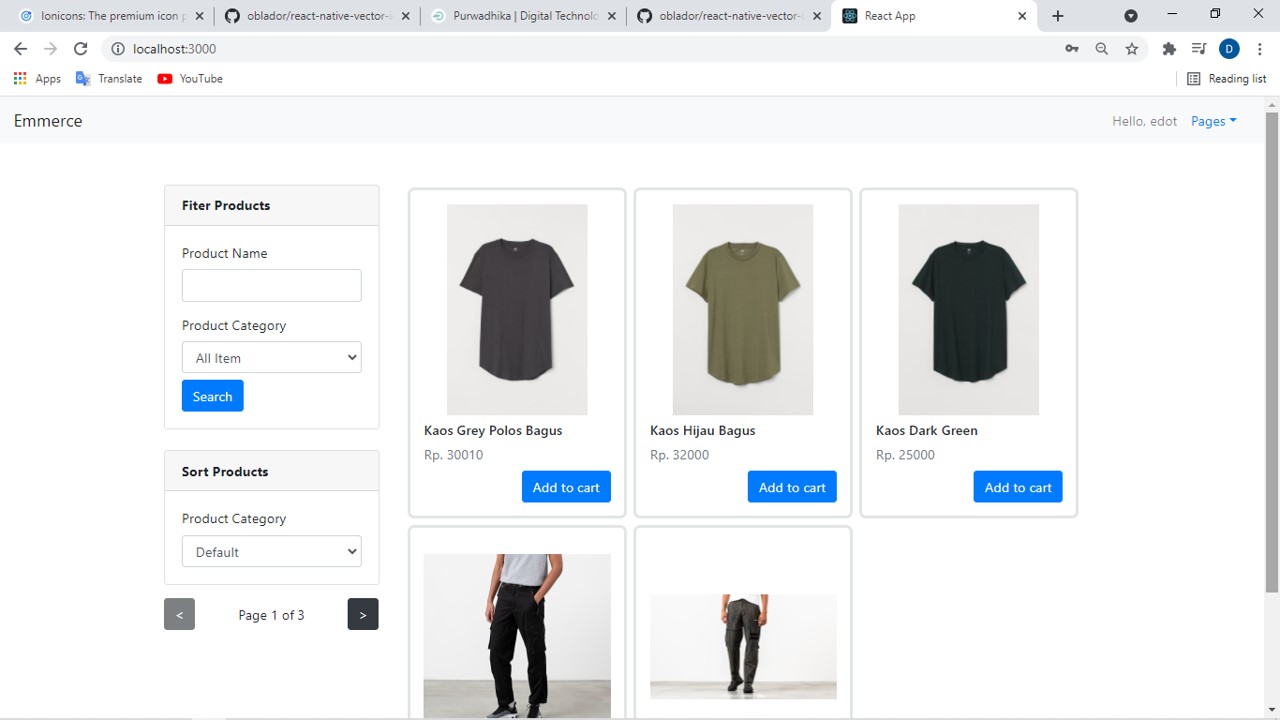 Ionicons: The premium icon p
oblador/react-native-vector-
Purwadhika | Digital Technolo
oblador/react-native-vector-
React App
localhost:3000
D
Apps
Translate
YouTube
Reading list
Emmerce
Hello, edot
Pages
Fiter Products
Product Name
Product Category
All Item
Search
Sort Products
Product Category
Default
<
Page 1 of 3
>
Kaos Grey Polos Bagus
Rp. 30010
Add to cart
Kaos Hijau Bagus
Rp. 32000
Add to cart
Kaos Dark Green
Rp. 25000
Add to cart